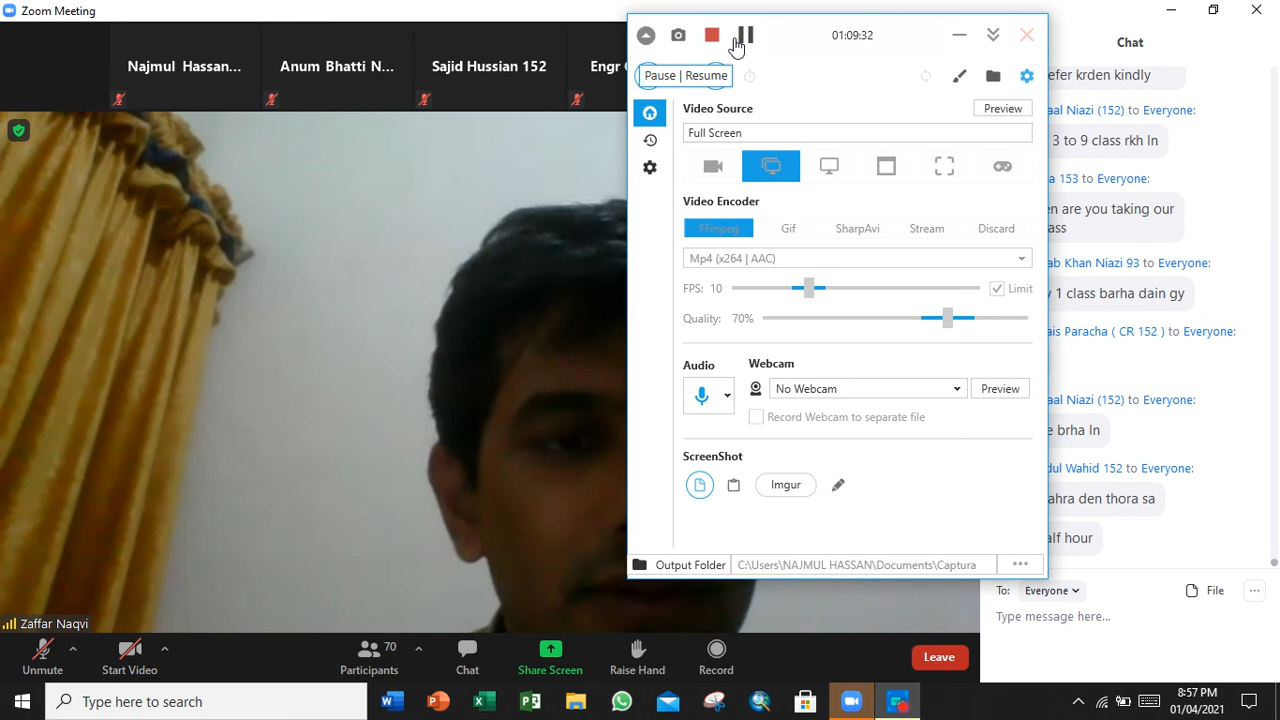 Zoom Meeting
Najmul Hassan...
Anum Bhatti N...
Sajid Hussian 152
Engr
01:09:32
Pause | Resume
Video Source
Preview
Full Screen
Video Encoder
FFmpeg
Gif
SharpAvi
Stream
Discard
Mp4 (x264 | AAC)
FPS: 10
Limit
Quality: 70%
Audio
Webcam
No Webcam
Preview
Record Webcam to separate file
ScreenShot
Imgur
Output Folder
C:\Users\NAJMUL HASSAN\Documents\Captura
Chat
efer krden kindly
aal Niazi (152) to Everyone:
3 to 9 class rkh ln
a 153 to Everyone:
en are you taking our
ass
ab Khan Niazi 93 to Everyone:
1 class barha dain gy
ais Paracha ( CR 152 ) to Everyone:
aal Niazi (152) to Everyone:
e brha ln
dul Wahid 152 to Everyone:
ahra den thora sa
alf hour
To: Everyone
File
Type message here...
Zaffar Naqvi
Unmute
Start Video
70
Participants
Chat
Share Screen
Raise Hand
Record
Leave
Type here to search
8:57 PM
01/04/2021